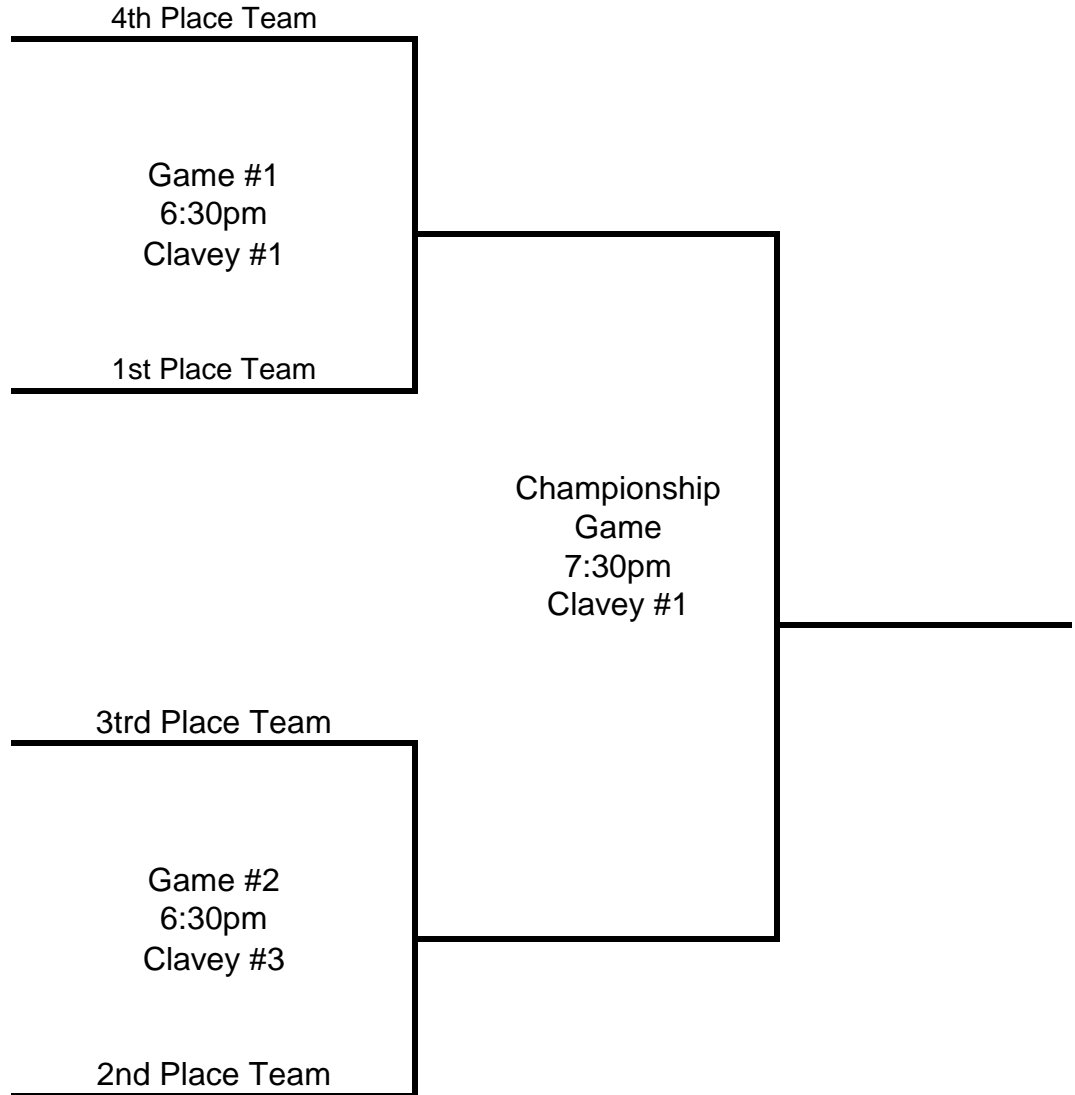 4th Place Team
Game #1
6:30pm
Clavey #1
1st Place Team
Championship
Game
7:30pm
Clavey #1
3trd Place Team
Game #2
6:30pm
Clavey #3
2nd Place Team